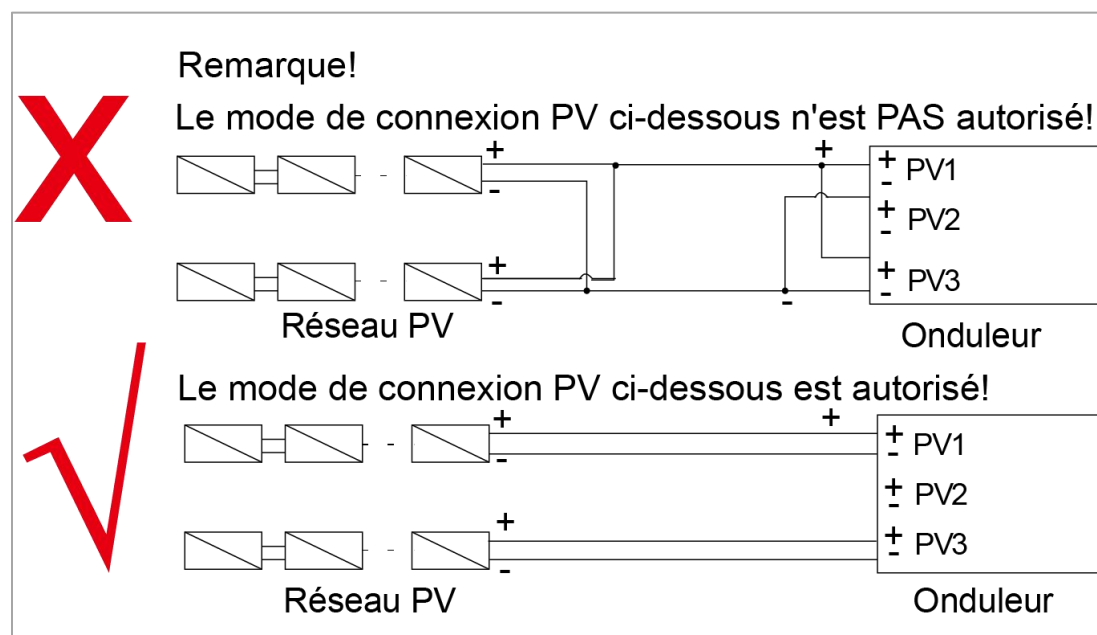 Remarque!
Le mode de connexion PV ci-dessous n'est PAS autorisé!
+ +
+ PV1
-
-
+ PV2
-
+
+ PV3
-
- -
Réseau PV
Onduleur
Le mode de connexion PV ci-dessous est autorisé!
+ +
+ PV1
-
-
+ PV2
-
+
+ PV3
-
-
Réseau PV
Onduleur